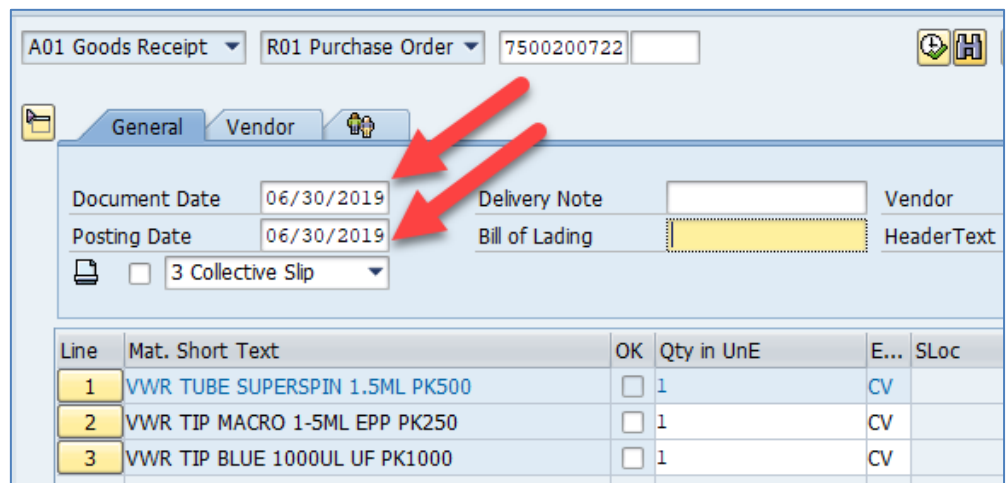 A01 Goods Receipt R01 Purchase Order 7500200722
General Vendor
Document Date 06/30/2019 Delivery Note Vendor
Posting Date 06/30/2019 Bill of Lading HeaderText
3 Collective Slip
Line Mat. Short Text OK Qty in UnE E... SLoc
1 VWR TUBE SUPERSPIN 1.5ML PK500 1 CV
2 VWR TIP MACRO 1-5ML EPP PK250 1 CV
3 VWR TIP BLUE 1000UL UF PK1000 1 CV